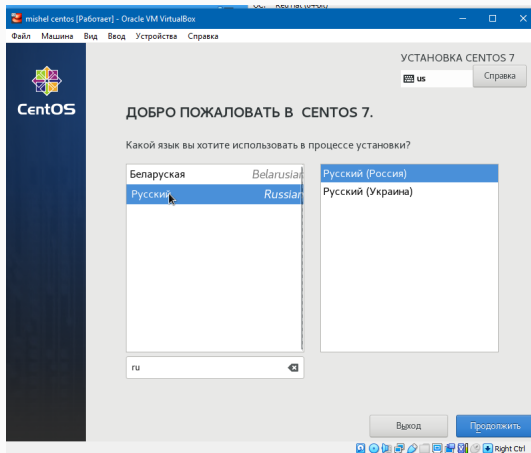 mishel centos [Работает] - Oracle VM VirtualBox
Файл Машина Вид Ввод Устройства Справка
УСТАНОВКА CENTOS 7
us
Справка
CentOS
ДОБРО ПОЖАЛОВАТЬ В CENTOS 7.
Какой язык вы хотите использовать в процессе установки?
Беларуская Belarusian
Русский Russian
Русский (Россия)
Русский (Украина)
ru
Выход
Продолжить
Right Ctrl